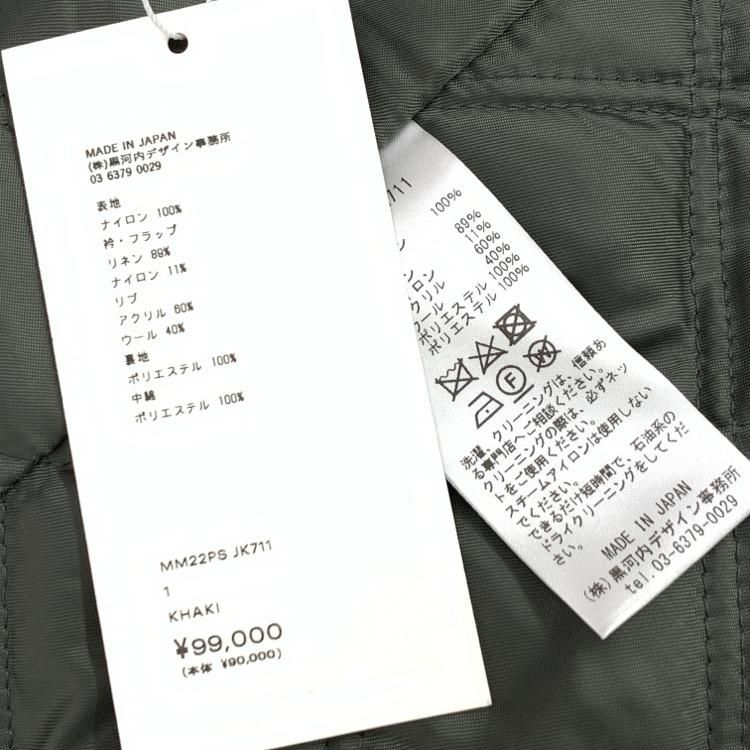 MADE IN JAPAN
(株)黒河内デザイン事務所
03 6379 0029
表地
ナイロン 100%
衿・フラップ
リネン 89%
ナイロン 11%
リブ
アクリル 60%
ウール 40%
裏地
ポリエステル 100%
中綿
ポリエステル 100%
MM22PS JK711
1
KHAKI
¥99,000
(本体 ¥90,000)
711
100%
89%
11%
60%
ロン 40%
リル
ール
ポリエステル 100%
ポリエステル 100%
F
洗濯、クリーニングは、信頼あ
る専門店へご相談ください。
クリーニングの際は、必ずネッ
トをご使用ください。
スチームアイロンは使用しない
でください。
できるだけ短時間で、石油系の
ドライクリーニングをしてくだ
さい。
MADE IN JAPAN
(株)黒河内デザイン事務所
tel. 03-6379-0029